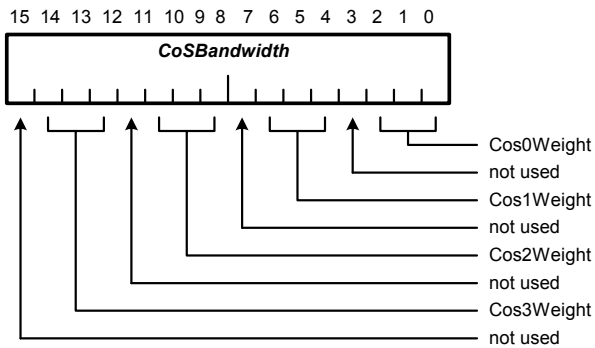 15 14 13 12 11 10 9 8 7 6 5 4 3 2 1 0
CoSBandwidth
Cos0Weight
not used
Cos1Weight
not used
Cos2Weight
not used
Cos3Weight
not used